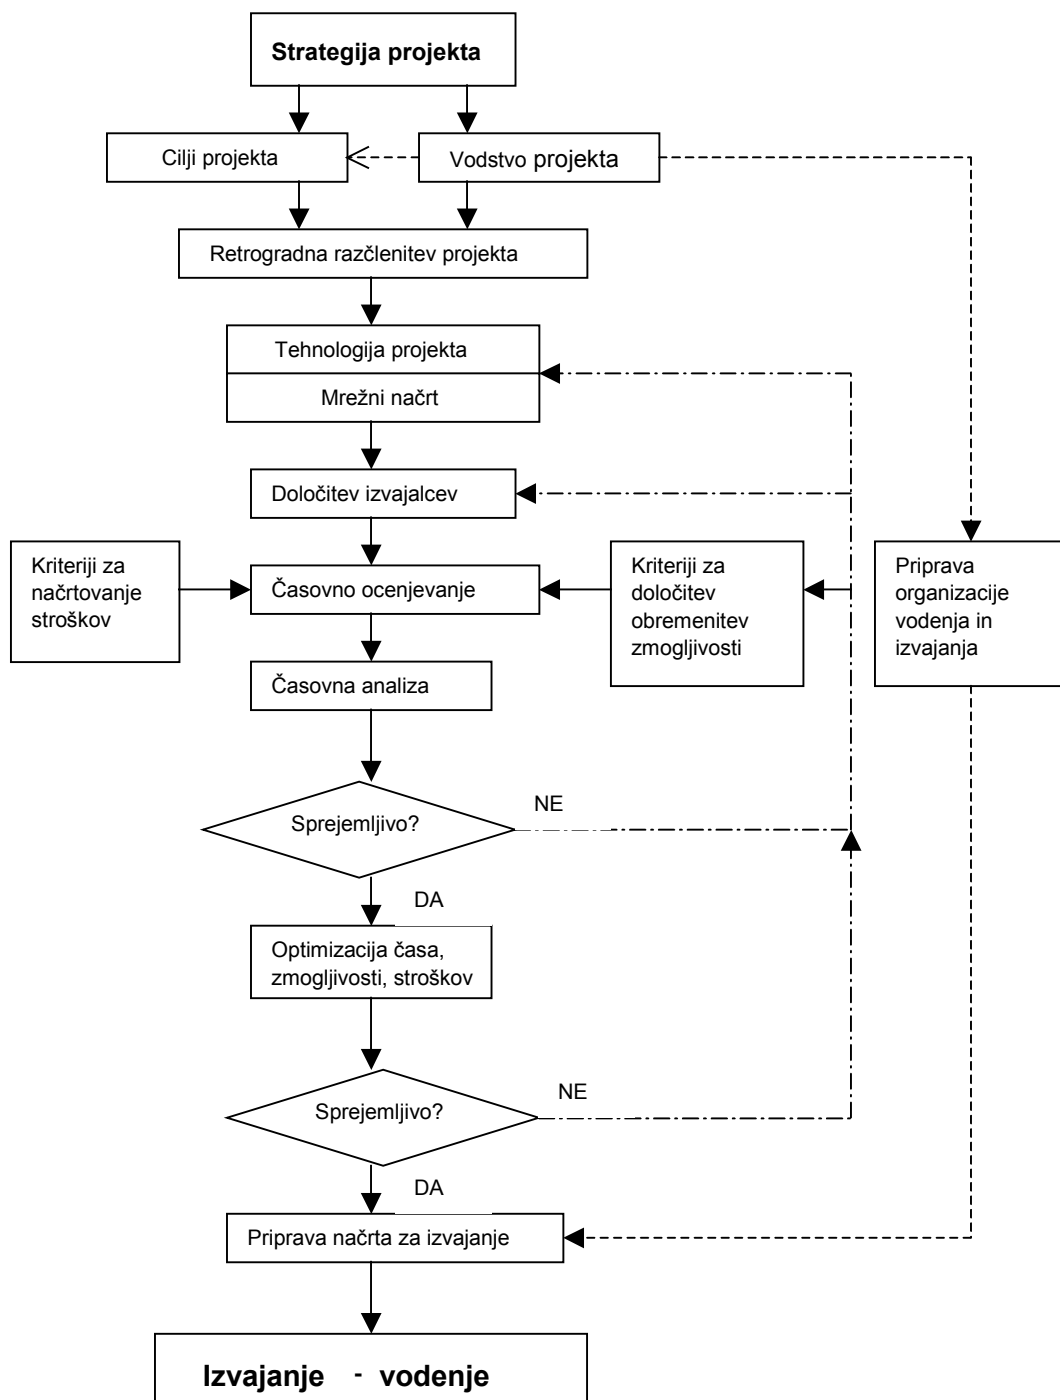 Strategija projekta
Cilji projekta
Vodstvo projekta
Retrogradna razčlenitev projekta
Tehnologija projekta
Mrežni načrt
Določitev izvajalcev
Kriteriji za
načrtovanje
stroškov
Časovno ocenjevanje
Kriteriji za
določitev
obremenitev
zmogljivosti
Priprava
organizacije
vodenja in
izvajanja
Časovna analiza
NE
Sprejemljivo?
DA
Optimizacija časa,
zmogljivosti, stroškov
NE
Sprejemljivo?
DA
Priprava načrta za izvajanje
Izvajanje - vodenje